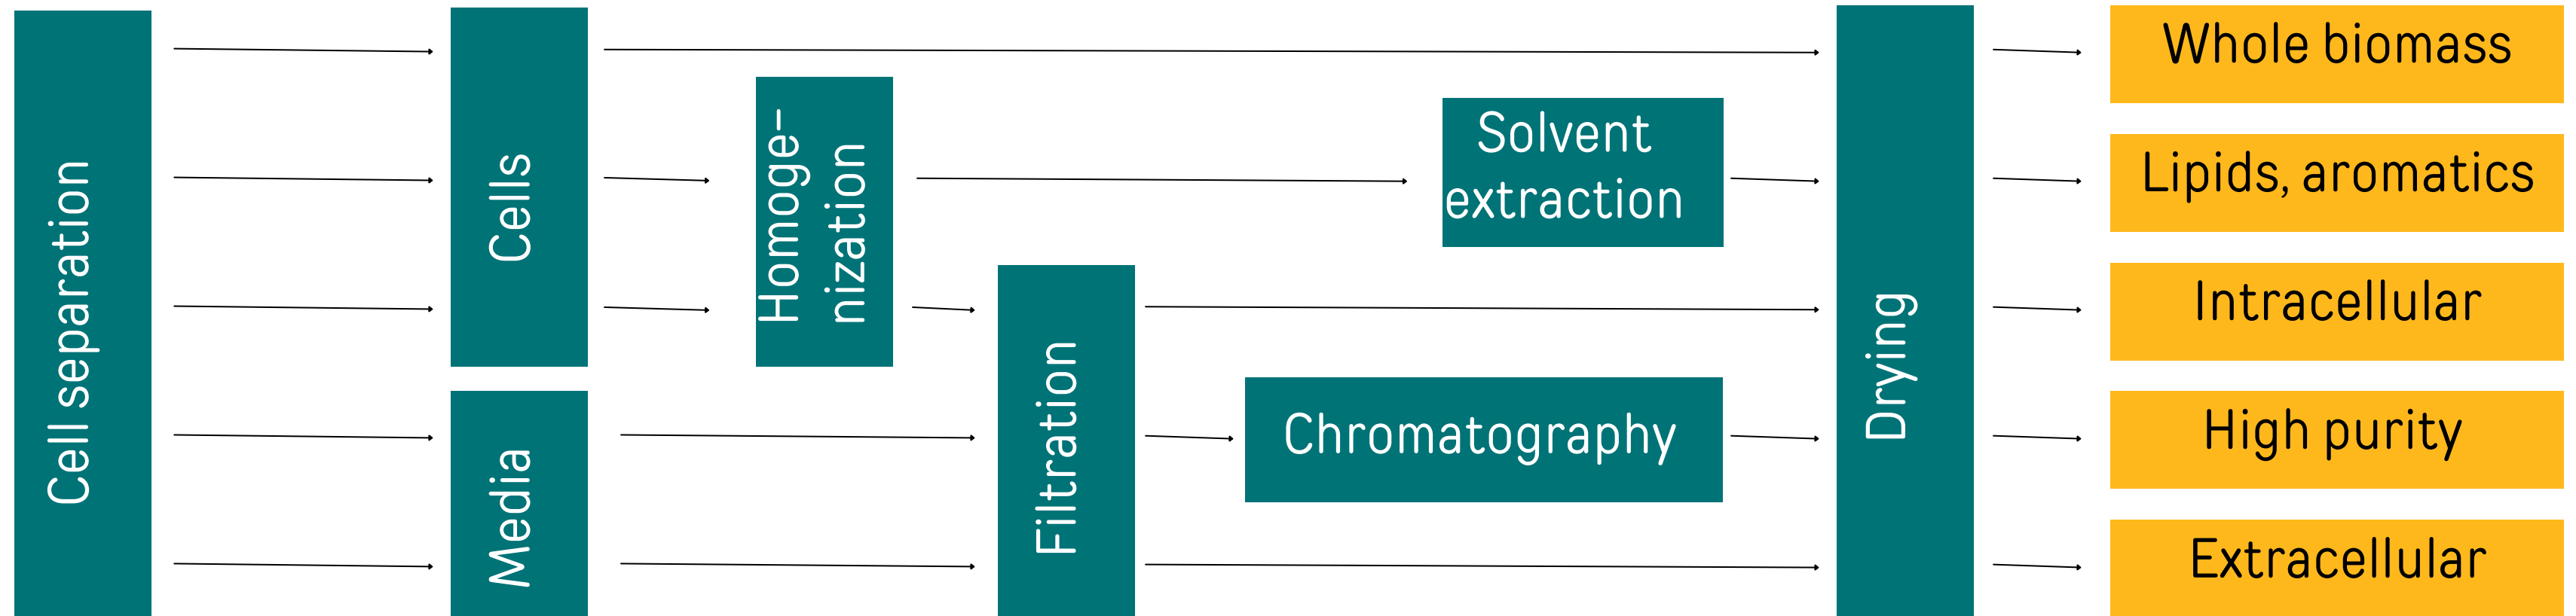 Cell separation
Cells
Media
Homoge-
nization
Filtration
Solvent
extraction
Chromatography
Drying
Whole biomass
Lipids, aromatics
Intracellular
High purity
Extracellular